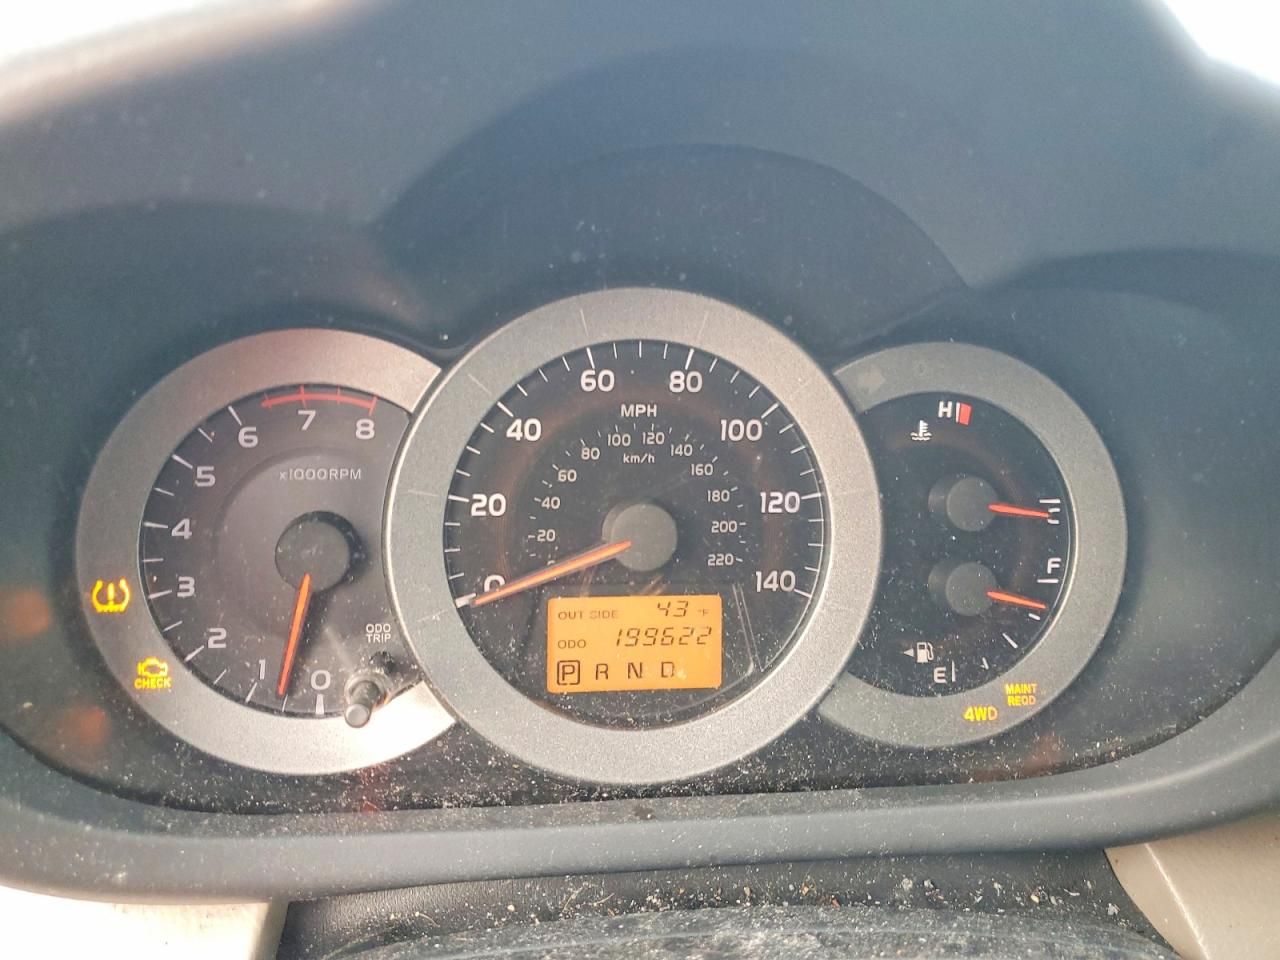 0
1
2
3
4
5
6
7
8
x1000RPM
ODO
TRIP
CHECK
0
20
40
60
80
100
120
140
MPH
20
40
60
80
100
120
140
160
180
200
220
km/h
OUT SIDE 43 °F
ODO 199622
P R N D
H
C
F
E
4WD
MAINT
REQD